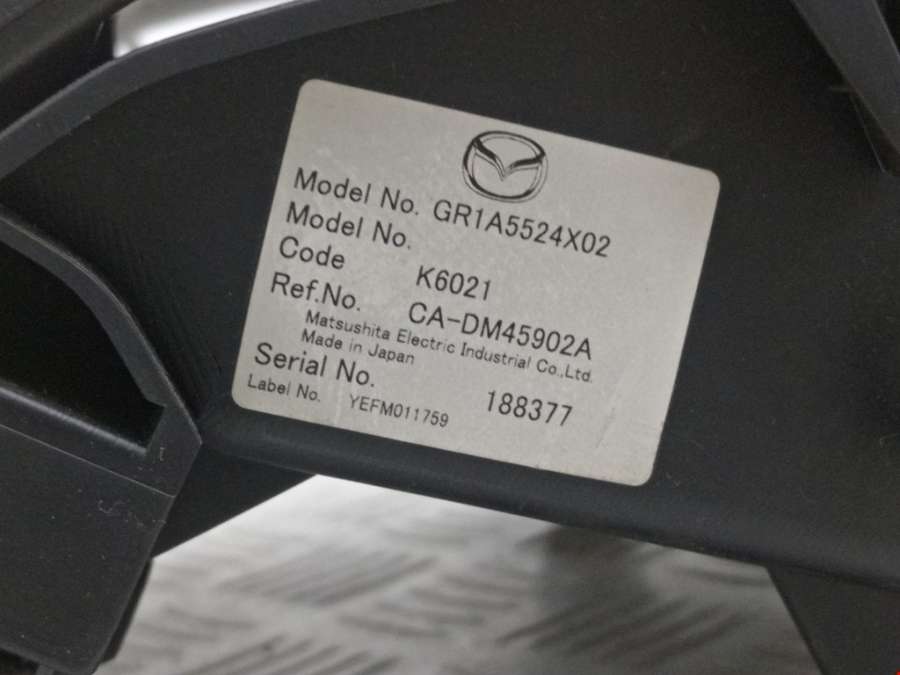 Model No. GR1A5524X02
Model No.
Code K6021
Ref.No. CA-DM45902A
Matsushita Electric Industrial Co.,Ltd.
Made in Japan
Serial No. 188377
Label No. YEFM011759